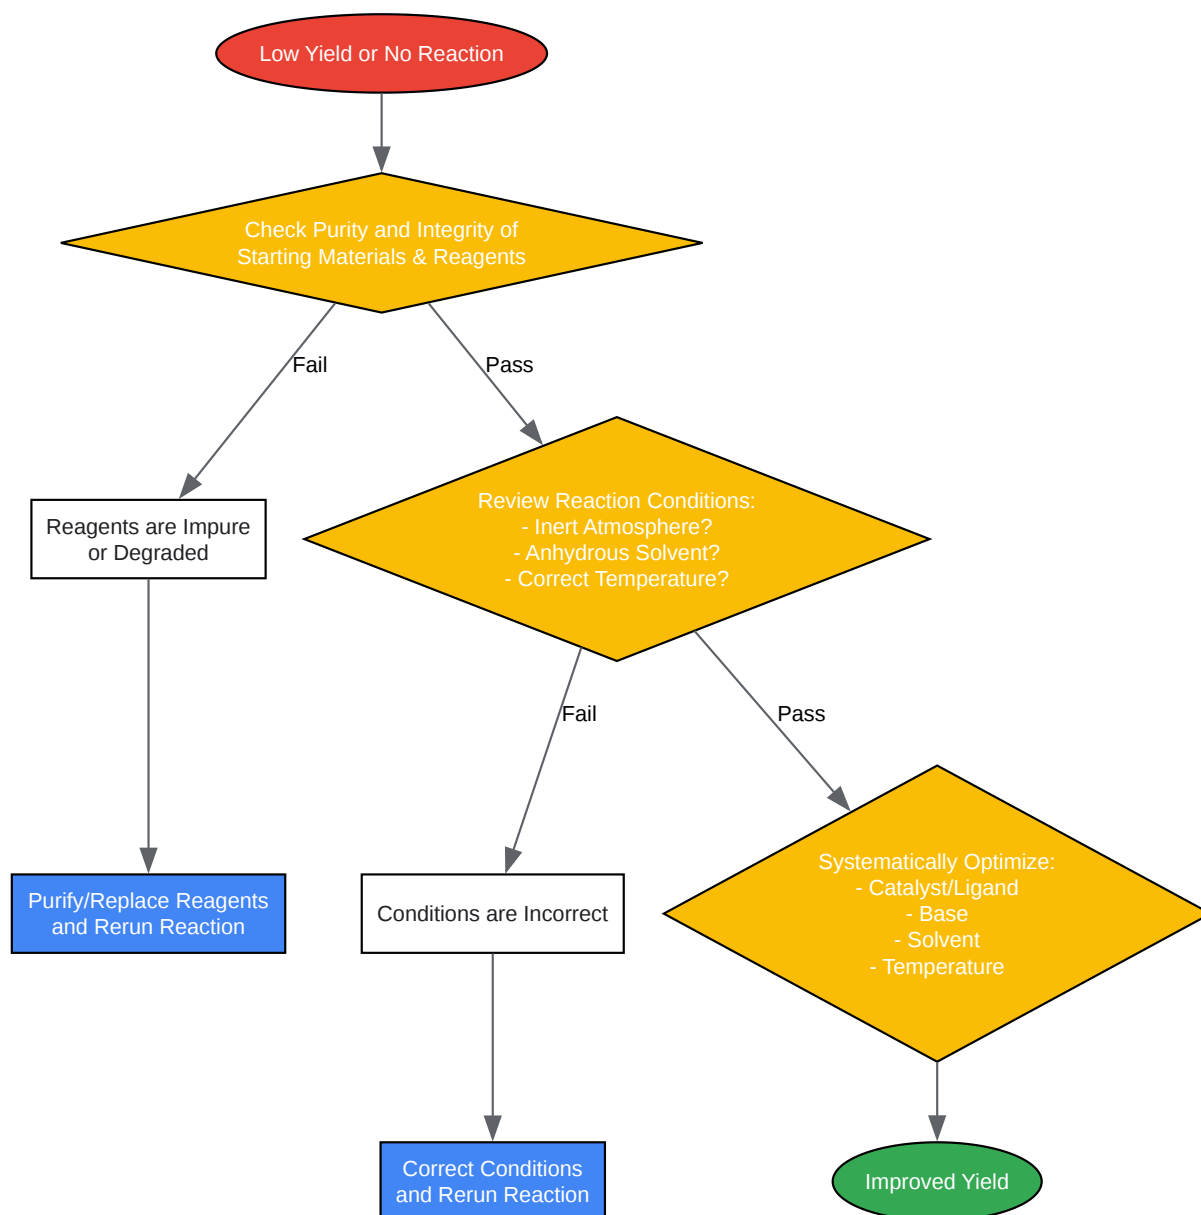 Low Yield or No Reaction
Check Purity and Integrity of
Starting Materials & Reagents
Fail
Pass
Reagents are Impure
or Degraded
Review Reaction Conditions:
- Inert Atmosphere?
- Anhydrous Solvent?
- Correct Temperature?
Fail
Pass
Purify/Replace Reagents
and Rerun Reaction
Conditions are Incorrect
Systematically Optimize:
- Catalyst/Ligand
- Base
- Solvent
- Temperature
Correct Conditions
and Rerun Reaction
Improved Yield